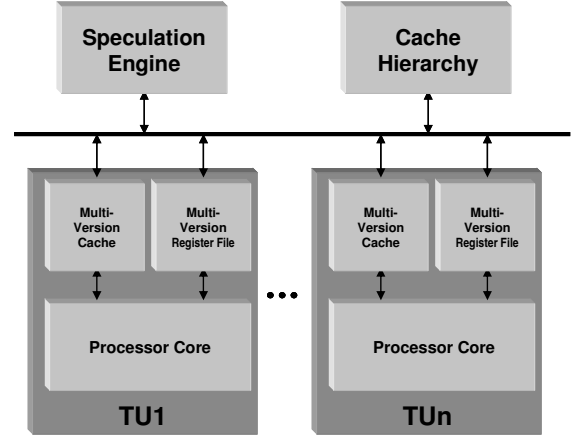 Speculation
Engine
Cache
Hierarchy
Multi-
Version
Cache
Multi-
Version
Register File
Processor Core
TU1
...
Multi-
Version
Cache
Multi-
Version
Register File
Processor Core
TUn